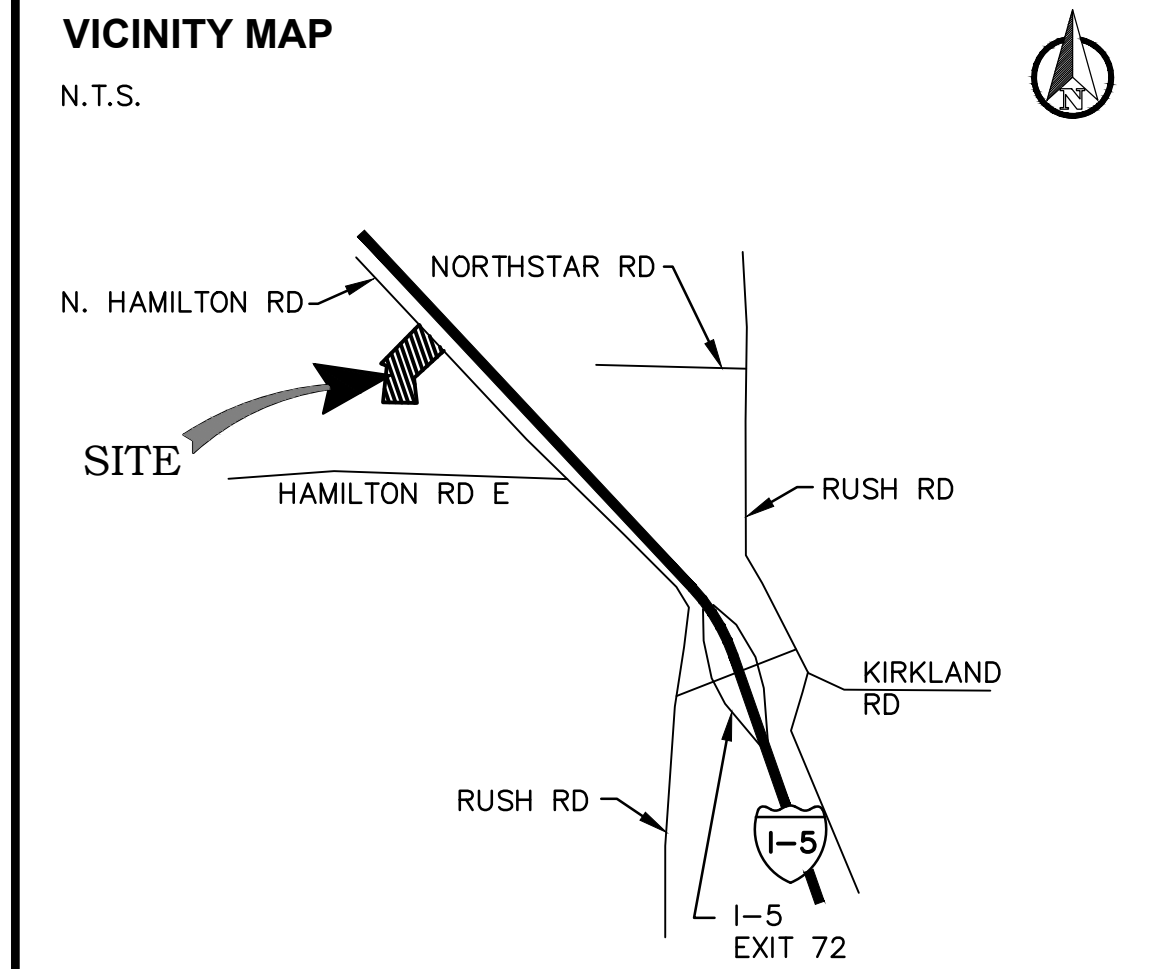 VICINITY MAP
N.T.S.
N
NORTHSTAR RD
N. HAMILTON RD
SITE
HAMILTON RD E
RUSH RD
KIRKLAND
RD
RUSH RD
I-5
I-5
EXIT 72